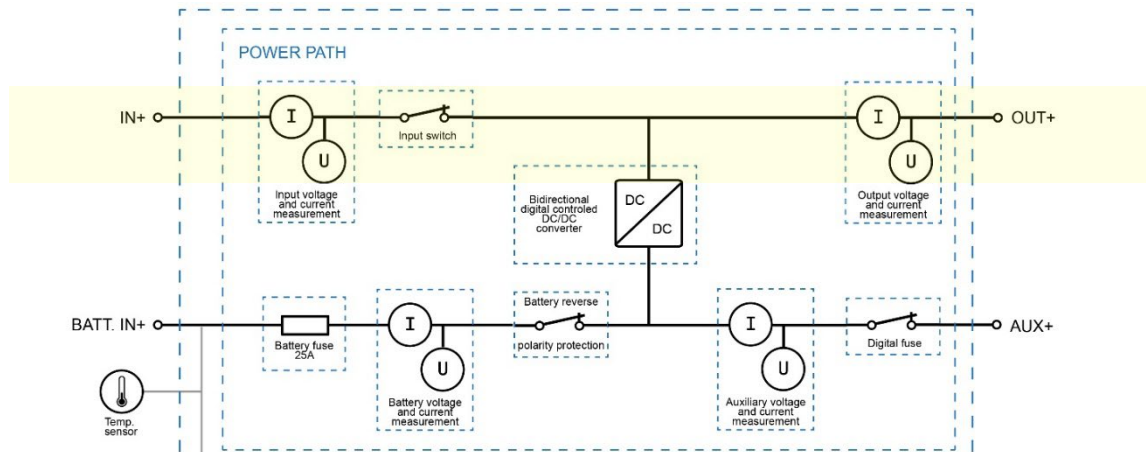 POWER PATH
IN+
I
U
Input voltage
and current
measurement
Input switch
I
U
Output voltage
and current
measurement
OUT+
Bidirectional
digital controled
DC/DC
converter
DC
DC
BATT. IN+
Battery fuse
25A
I
U
Battery voltage
and current
measurement
Battery reverse
polarity protection
I
U
Auxiliary voltage
and current
measurement
Digital fuse
AUX+
Temp.
sensor